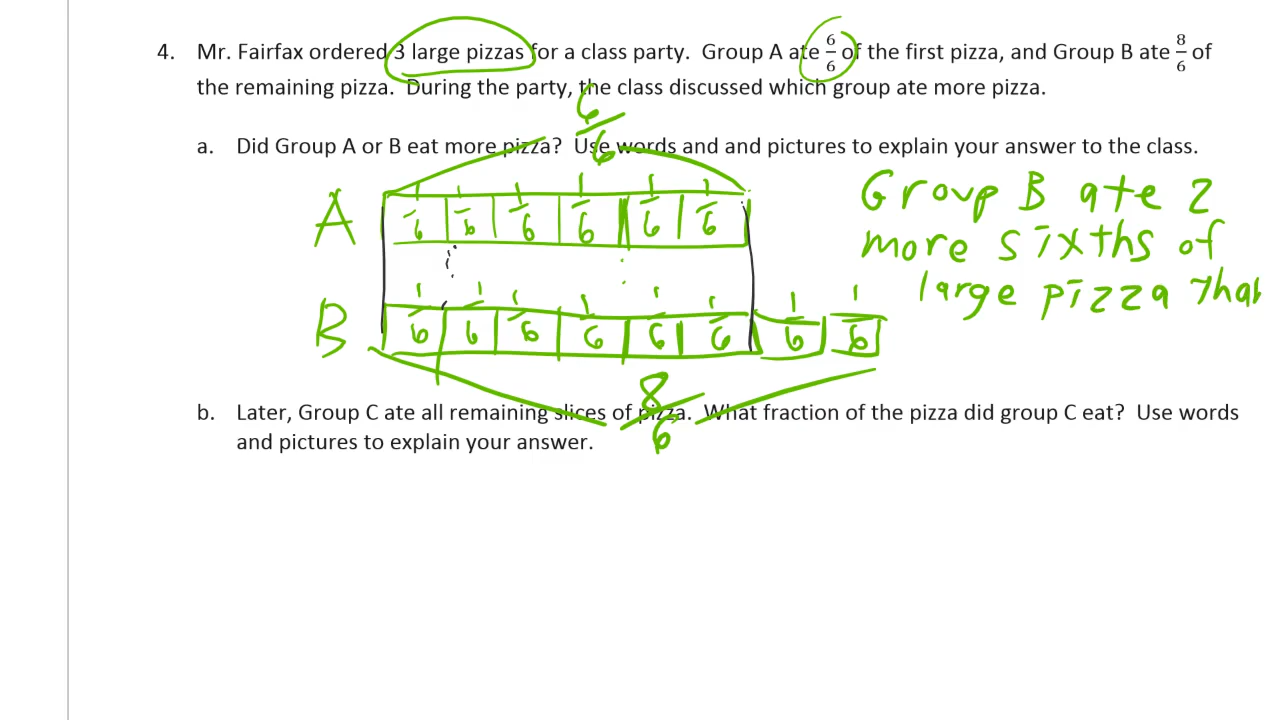 4. Mr. Fairfax ordered 3 large pizzas for a class party. Group A ate 6/6 of the first pizza, and Group B ate 8/6 of
the remaining pizza. During the party, the class discussed which group ate more pizza.
a. Did Group A or B eat more pizza? Use words and and pictures to explain your answer to the class.
6/6
A 1/6 1/6 1/6 1/6 1/6 1/6
Group B ate 2
more sixths of
large pizza that
B 1/6 1/6 1/6 1/6 1/6 1/6 1/6 1/6
8/6
b. Later, Group C ate all remaining slices of pizza. What fraction of the pizza did group C eat? Use words
and pictures to explain your answer.